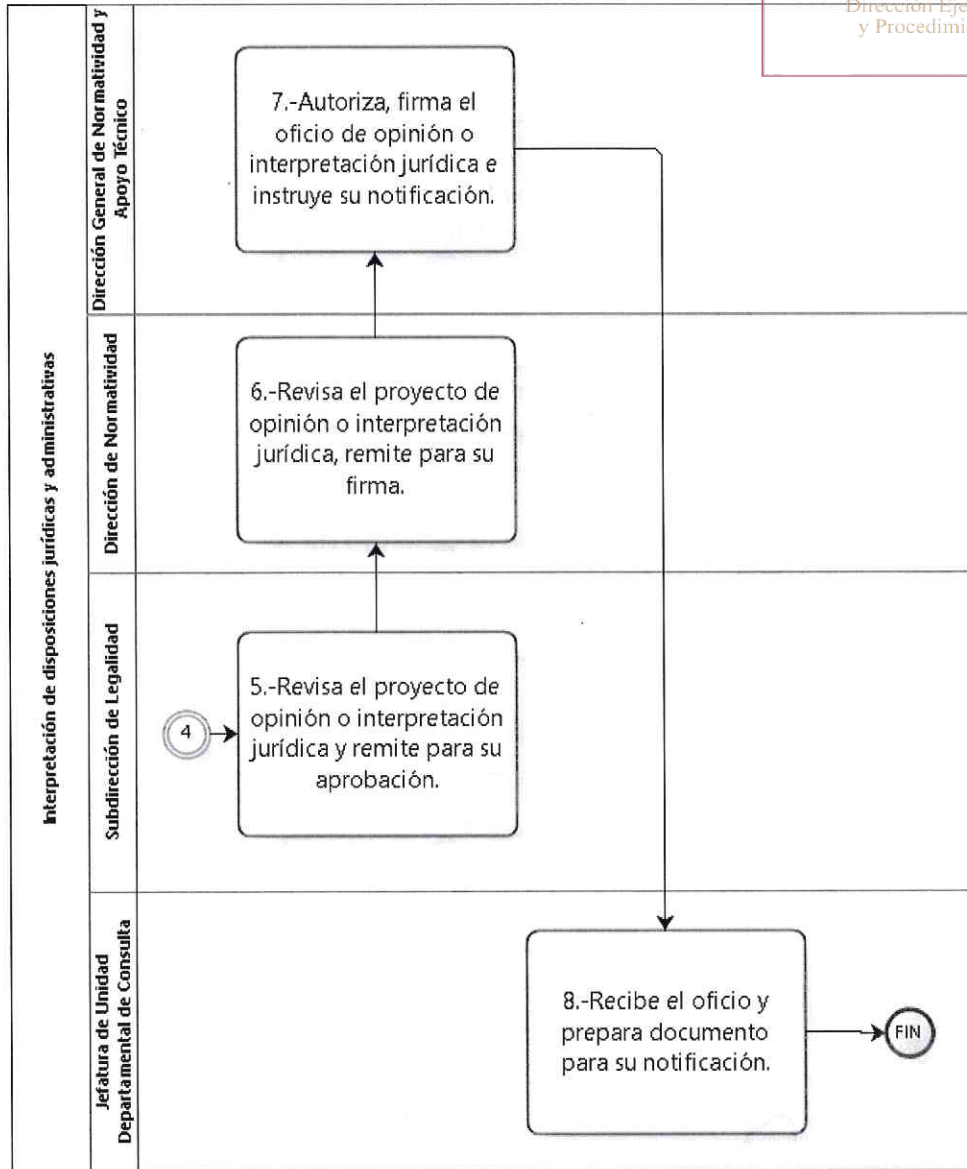 Dirección Eje
y Procedimi
Interpretación de disposiciones jurídicas y administrativas
Dirección General de Normatividad y
Apoyo Técnico
7.-Autoriza, firma el
oficio de opinión o
interpretación jurídica e
instruye su notificación.
Dirección de Normatividad
6.-Revisa el proyecto de
opinión o interpretación
jurídica, remite para su
firma.
Subdirección de Legalidad
4
5.-Revisa el proyecto de
opinión o interpretación
jurídica y remite para su
aprobación.
Jefatura de Unidad
Departamental de Consulta
8.-Recibe el oficio y
prepara documento
para su notificación.
FIN